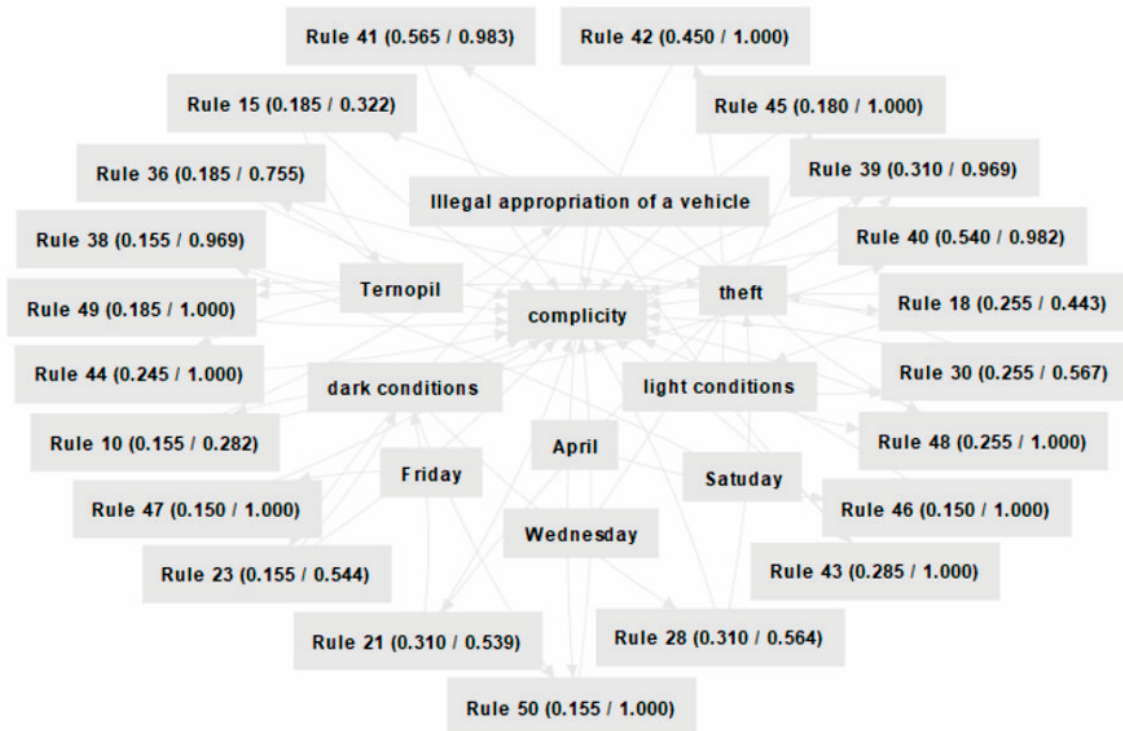 Rule 41 (0.565 / 0.983)
Rule 42 (0.450 / 1.000)
Rule 15 (0.185 / 0.322)
Rule 45 (0.180 / 1.000)
Rule 36 (0.185 / 0.755)
Rule 39 (0.310 / 0.969)
Illegal appropriation of a vehicle
Rule 38 (0.155 / 0.969)
Rule 40 (0.540 / 0.982)
Ternopil
theft
Rule 49 (0.185 / 1.000)
complicity
Rule 18 (0.255 / 0.443)
Rule 44 (0.245 / 1.000)
dark conditions
light conditions
Rule 30 (0.255 / 0.567)
Rule 10 (0.155 / 0.282)
April
Rule 48 (0.255 / 1.000)
Friday
Satuday
Rule 47 (0.150 / 1.000)
Rule 46 (0.150 / 1.000)
Wednesday
Rule 23 (0.155 / 0.544)
Rule 43 (0.285 / 1.000)
Rule 21 (0.310 / 0.539)
Rule 28 (0.310 / 0.564)
Rule 50 (0.155 / 1.000)